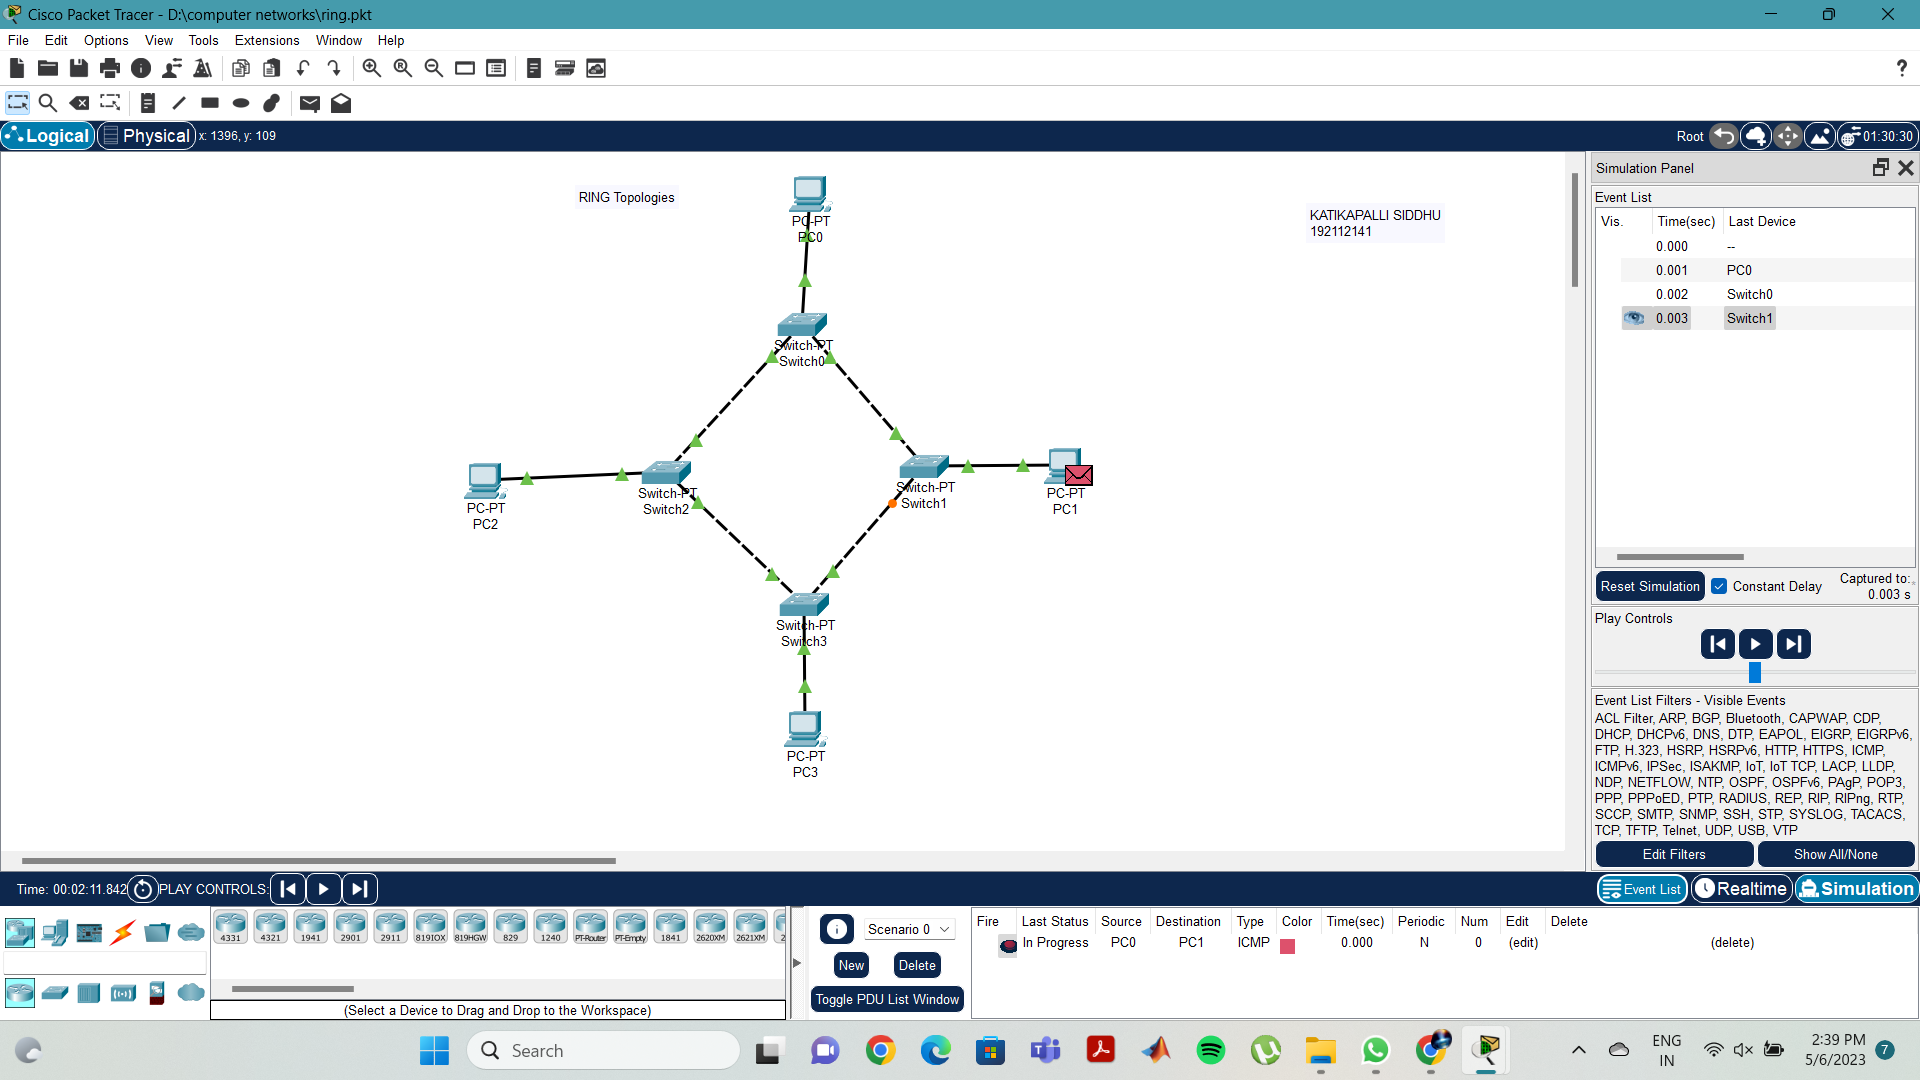 Cisco Packet Tracer - D:\computer networks\ring.pkt
File Edit Options View Tools Extensions Window Help
?
Logical Physical x: 1396, y: 109 Root 01:30:30
RING Topologies
KATIKAPALLI SIDDHU
192112141
PC-PT
PC0
Switch-PT
Switch0
PC-PT
PC2
Switch-PT
Switch2
Switch-PT
Switch1
PC-PT
PC1
Switch-PT
Switch3
PC-PT
PC3
Simulation Panel
Event List
Vis. Time(sec) Last Device
0.000 --
0.001 PC0
0.002 Switch0
0.003 Switch1
Reset Simulation Constant Delay Captured to:
0.003 s
Play Controls
Event List Filters - Visible Events
ACL Filter, ARP, BGP, Bluetooth, CAPWAP, CDP,
DHCP, DHCPv6, DNS, DTP, EAPOL, EIGRP, EIGRPv6,
FTP, H.323, HSRP, HSRPv6, HTTP, HTTPS, ICMP,
ICMPv6, IPSec, ISAKMP, IoT, IoT TCP, LACP, LLDP,
NDP, NETFLOW, NTP, OSPF, OSPFv6, PAgP, POP3,
PPP, PPPoED, PTP, RADIUS, REP, RIP, RIPng, RTP,
SCCP, SMTP, SNMP, SSH, STP, SYSLOG, TACACS,
TCP, TFTP, Telnet, UDP, USB, VTP
Edit Filters Show All/None
Time: 00:02:11.842 PLAY CONTROLS:
Event List Realtime Simulation
4331 4321 1941 2901 2911 819IOX 819HGW 829 1240 PT-Router PT-Empty 1841 2620XM 2621XM 2
(Select a Device to Drag and Drop to the Workspace)
Scenario 0
New Delete
Toggle PDU List Window
Fire Last Status Source Destination Type Color Time(sec) Periodic Num Edit Delete
In Progress PC0 PC1 ICMP 0.000 N 0 (edit) (delete)
Search
ENG
IN
2:39 PM
5/6/2023
7